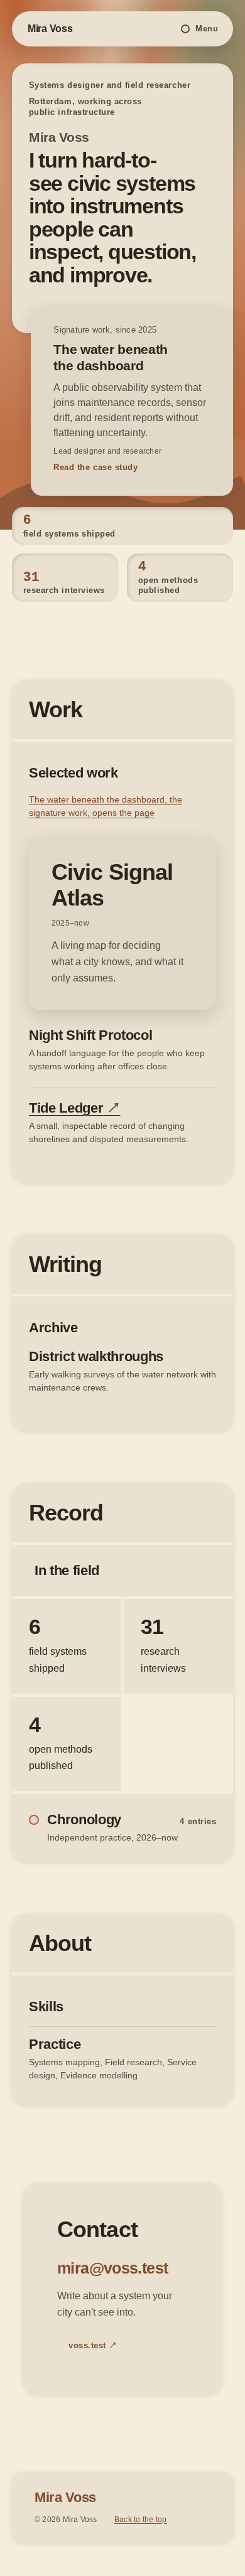 Mira Voss
Menu
Systems designer and field researcher
Rotterdam, working across
public infrastructure
Mira Voss
I turn hard-to-
see civic systems
into instruments
people can
inspect, question,
and improve.
Signature work, since 2025
The water beneath
the dashboard
A public observability system that
joins maintenance records, sensor
drift, and resident reports without
flattening uncertainty.
Lead designer and researcher
Read the case study
6
field systems shipped
31
research interviews
4
open methods
published
Work
Selected work
The water beneath the dashboard, the
signature work, opens the page
Civic Signal
Atlas
2025–now
A living map for deciding
what a city knows, and what it
only assumes.
Night Shift Protocol
A handoff language for the people who keep
systems working after offices close.
Tide Ledger ↗
A small, inspectable record of changing
shorelines and disputed measurements.
Writing
Archive
District walkthroughs
Early walking surveys of the water network with
maintenance crews.
Record
In the field
6
field systems
shipped
31
research
interviews
4
open methods
published
Chronology
4 entries
Independent practice, 2026–now
About
Skills
Practice
Systems mapping, Field research, Service
design, Evidence modelling
Contact
mira@voss.test
Write about a system your
city can't see into.
voss.test ↗
Mira Voss
© 2026 Mira Voss
Back to the top